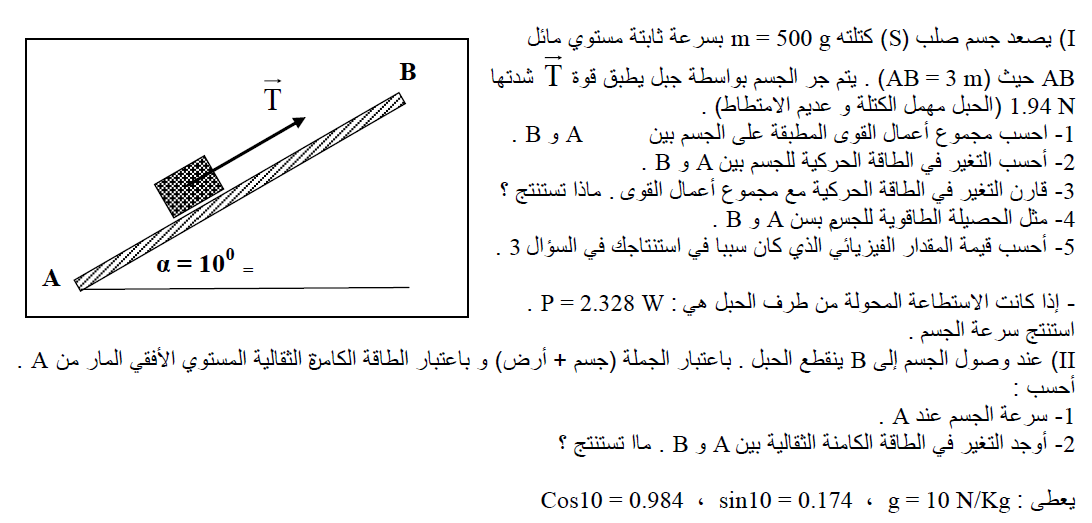 I) يصعد جسم صلب (S) كتلته m = 500 g بسرعة ثابتة مستوي مائل
AB حيث (AB = 3 m) . يتم جر الجسم بواسطة جبل يطبق قوة T شدتها
1.94 N (الحبل مهمل الكتلة و عديم الامتطاط) .
1- احسب مجموع أعمال القوى المطبقة على الجسم بين A و B .
2- أحسب التغير في الطاقة الحركية للجسم بين A و B .
3- قارن التغير في الطاقة الحركية مع مجموع أعمال القوى . ماذا تستنتج ؟
4- مثل الحصيلة الطاقوية للجسم بسن A و B .
5- أحسب قيمة المقدار الفيزيائي الذي كان سببا في استنتاجك في السؤال 3 .
- إذا كانت الاستطاعة المحولة من طرف الحبل هي : P = 2.328 W .
استنتج سرعة الجسم .
II) عند وصول الجسم إلى B ينقطع الحبل . باعتبار الجملة (جسم + أرض) و باعتبار الطاقة الكامرة الثقالية المستوي الأفقي المار من A .
أحسب :
1- سرعة الجسم عند A .
2- أوجد التغير في الطاقة الكامنة الثقالية بين A و B . ماا تستنتج ؟
يعطى : g = 10 N/Kg ، sin10 = 0.174 ، Cos10 = 0.984
B
T
A
α = 10⁰ =